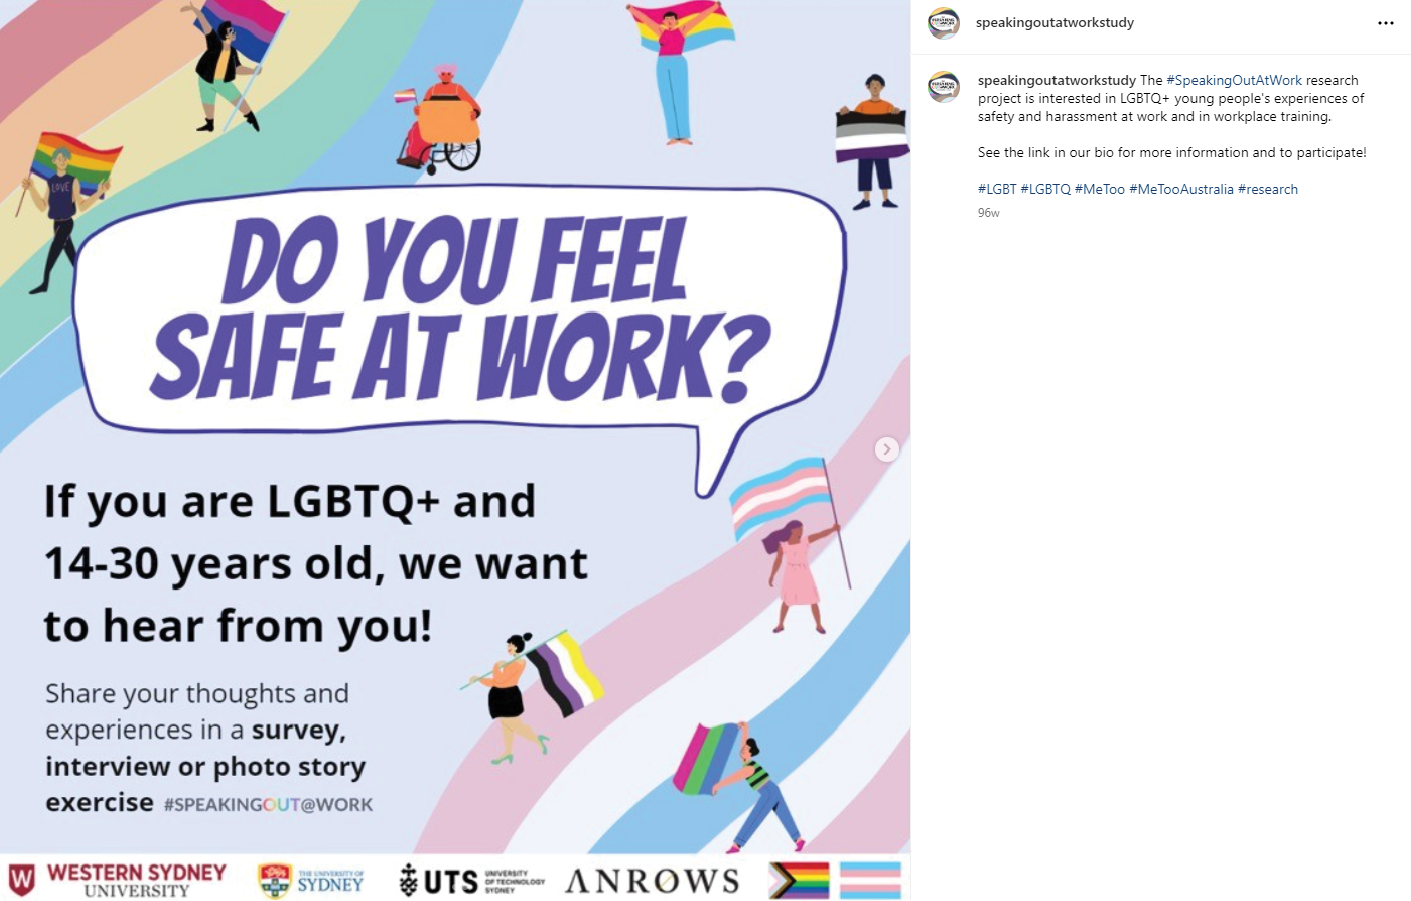 DO YOU FEEL
SAFE AT WORK?
LOVE
If you are LGBTQ+ and
14-30 years old, we want
to hear from you!
Share your thoughts and
experiences in a survey,
interview or photo story
exercise #SPEAKINGOUT@WORK
W WESTERN SYDNEY
UNIVERSITY
THE UNIVERSITY OF
SYDNEY
UTS
UNIVERSITY
OF TECHNOLOGY
SYDNEY
ANROWS
speakingoutatworkstudy
speakingoutatworkstudy The #SpeakingOutAtWork research
project is interested in LGBTQ+ young people's experiences of
safety and harassment at work and in workplace training.
See the link in our bio for more information and to participate!
#LGBT #LGBTQ #MeToo #MeTooAustralia #research
96w